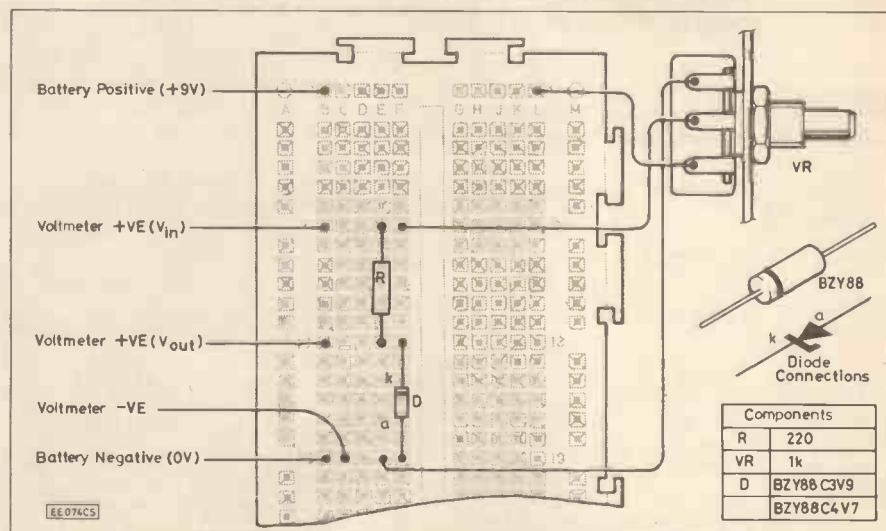 Battery Positive (+9V)
A B C D E F G H J K L M
VR
Voltmeter +VE (Vin)
R
BZY88
Voltmeter +VE (Vout)
12
k
a
k
Diode
Connections
D
Voltmeter -VE
a
Battery Negative (0V)
Components
R 220
VR 1k
D BZY88C3V9
BZY88C4V7
EE074CS